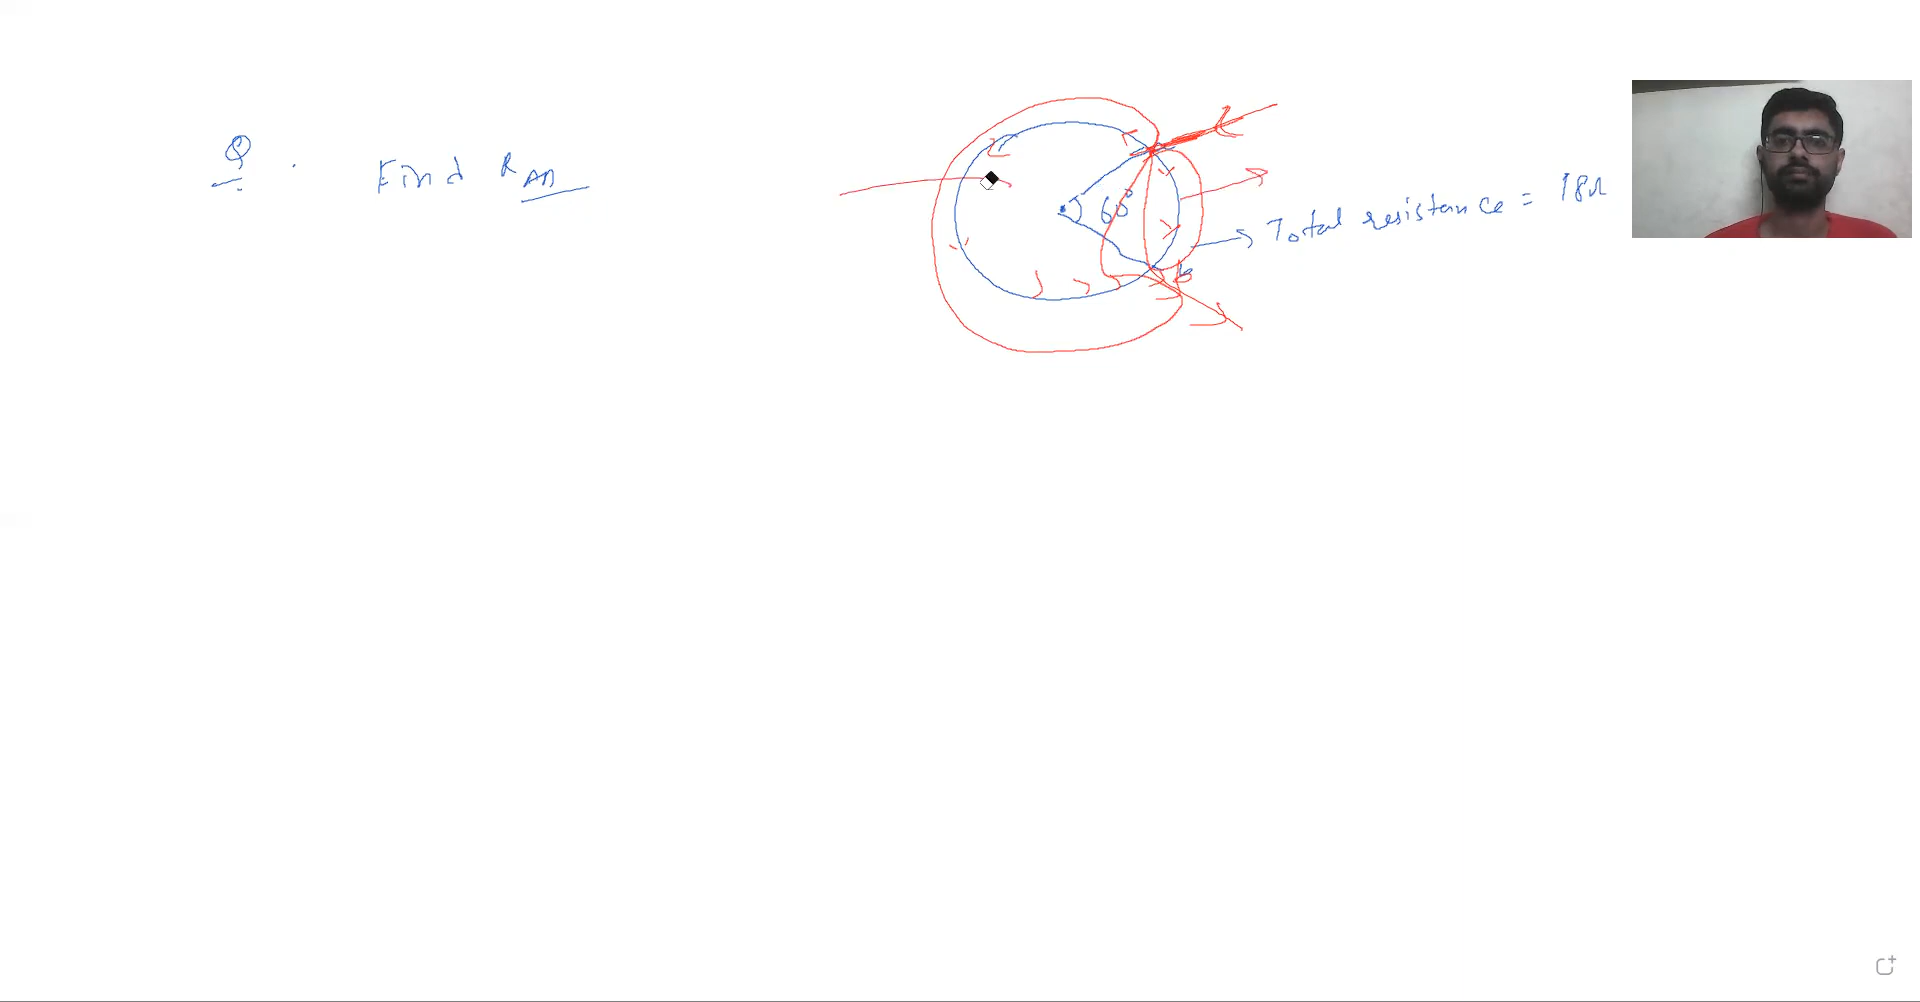 Q. Find R_AB
60°
B
→ Total resistance = 18Ω